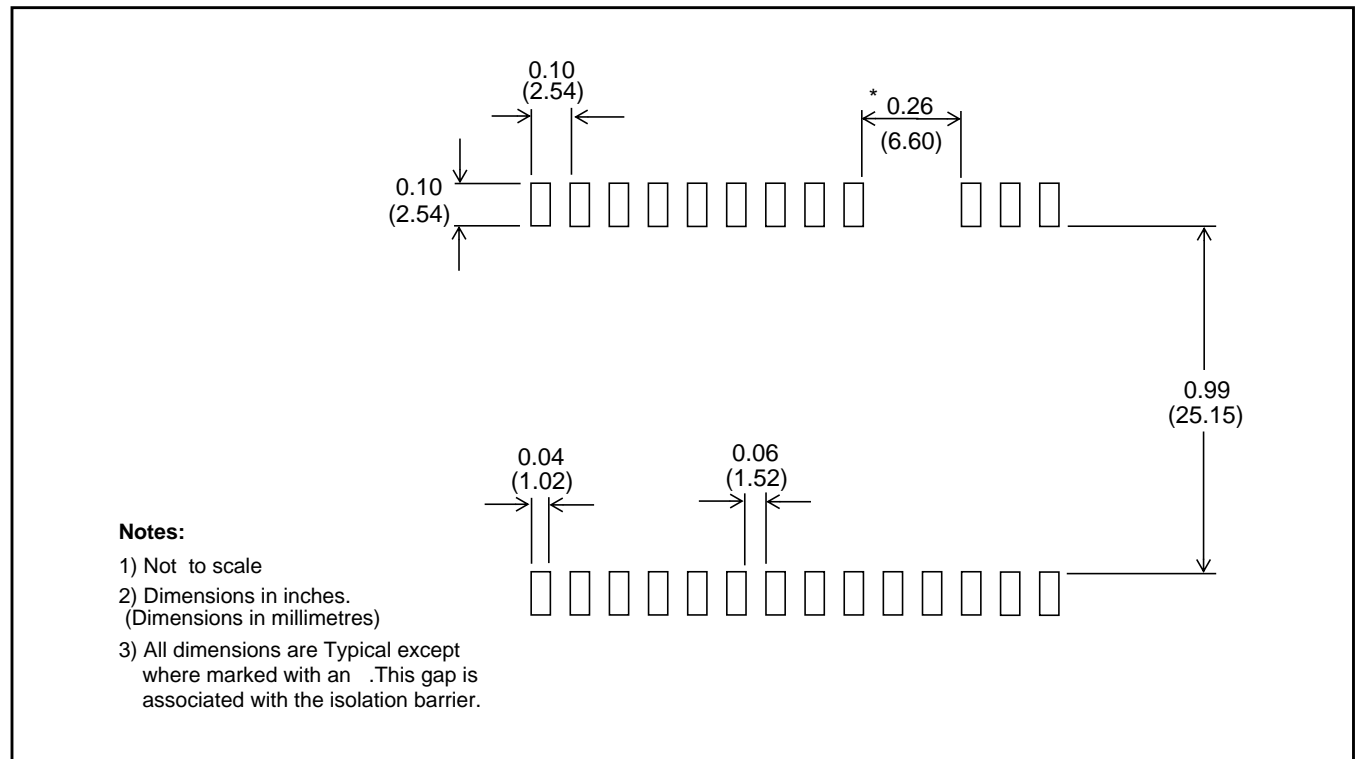 0.10
(2.54)
*
0.26
(6.60)
0.10
(2.54)
0.99
(25.15)
0.04
(1.02)
0.06
(1.52)
Notes:
1) Not to scale
2) Dimensions in inches.
(Dimensions in millimetres)
3) All dimensions are Typical except
where marked with an .This gap is
associated with the isolation barrier.